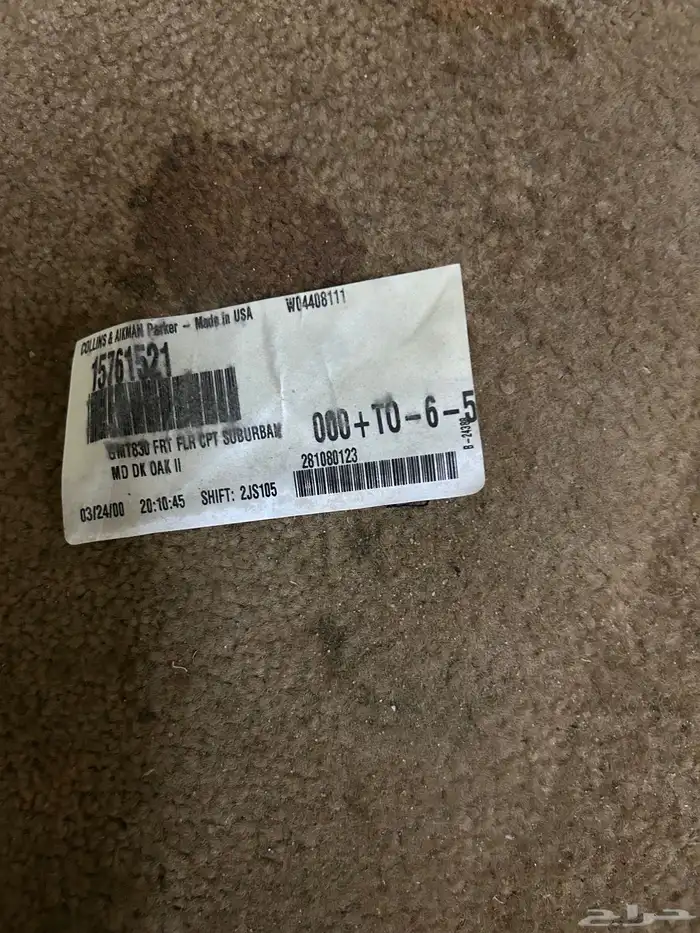 COLLINS & AIKMAN Parker - Made in USA
W04408111
15761521
GMT830 FRT FLR CPT SUBURBAN
MD DK OAK II
000+TO-6-5
281080123
03/24/00 20:10:45 SHIFT: 2JS105
حراج